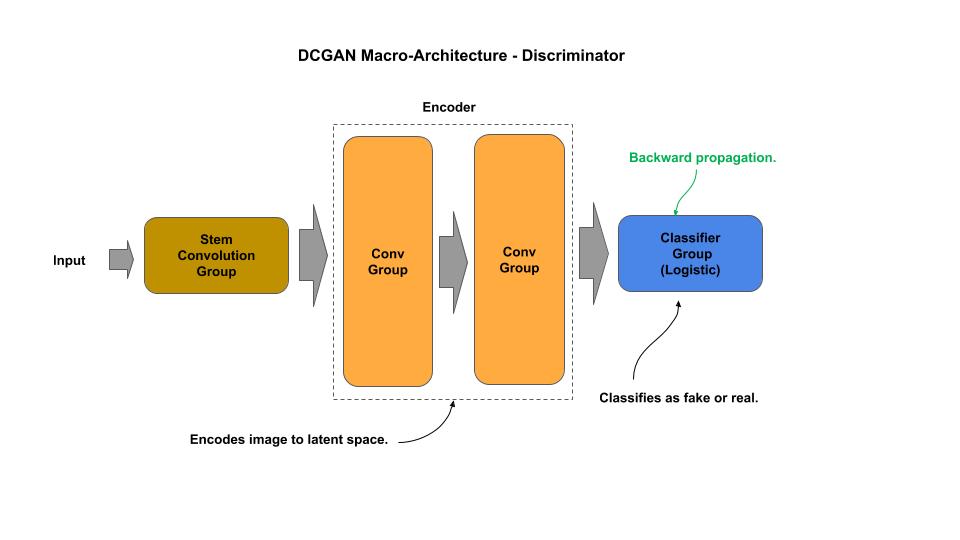 DCGAN Macro-Architecture - Discriminator
Encoder
Backward propagation.
Input
Stem
Convolution
Group
Conv
Group
Conv
Group
Classifier
Group
(Logistic)
Classifies as fake or real.
Encodes image to latent space.